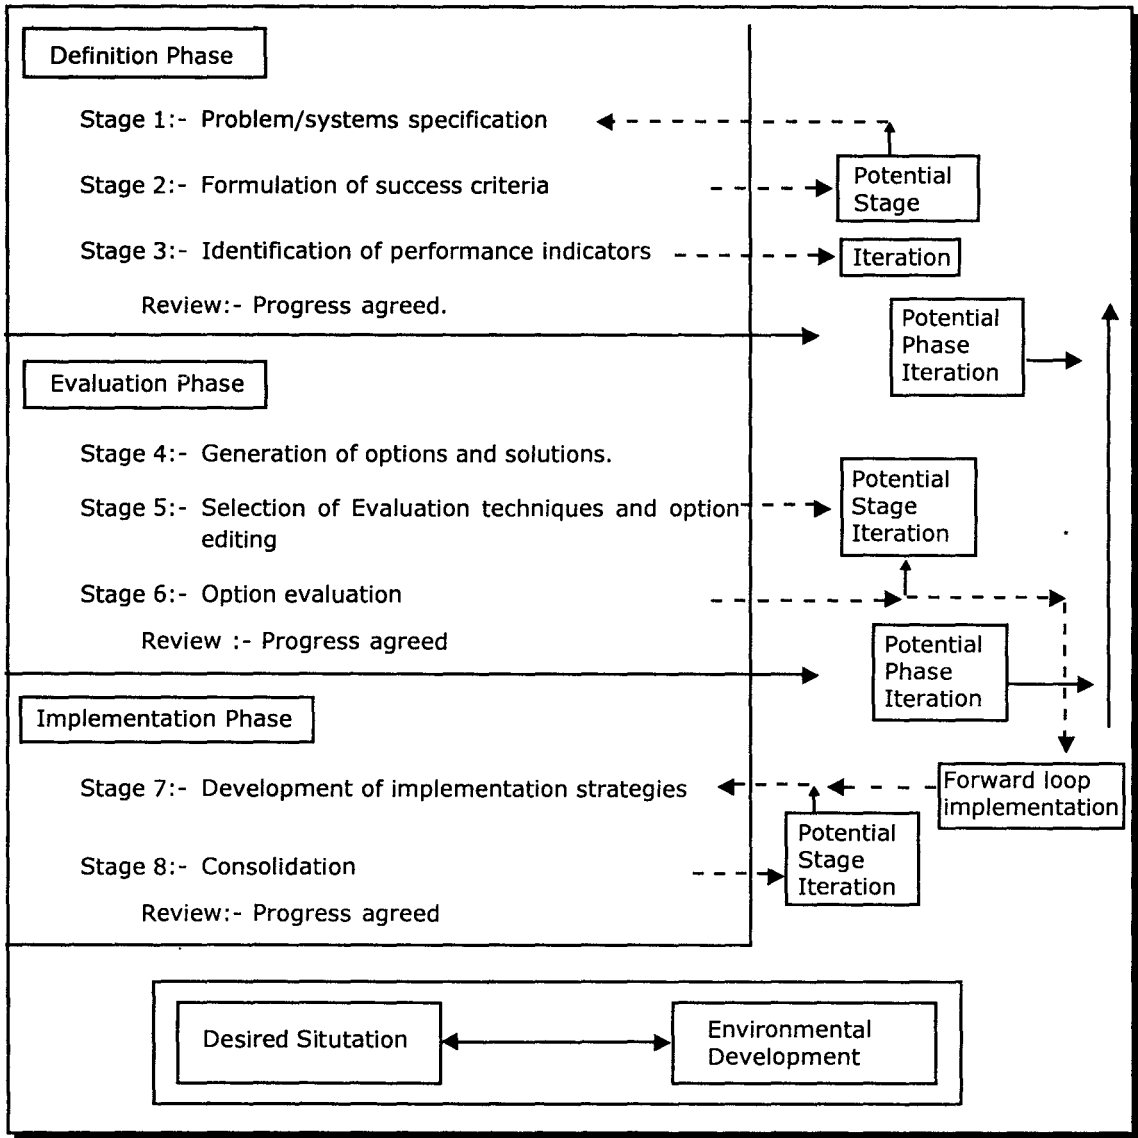 Definition Phase
Stage 1:- Problem/systems specification
Stage 2:- Formulation of success criteria
Potential
Stage
Stage 3:- Identification of performance indicators
Iteration
Review:- Progress agreed.
Potential
Phase
Iteration
Evaluation Phase
Stage 4:- Generation of options and solutions.
Stage 5:- Selection of Evaluation techniques and option
editing
Potential
Stage
Iteration
Stage 6:- Option evaluation
Review :- Progress agreed
Potential
Phase
Iteration
Implementation Phase
Stage 7:- Development of implementation strategies
Forward loop
implementation
Potential
Stage
Iteration
Stage 8:- Consolidation
Review:- Progress agreed
Desired Situtation
Environmental
Development